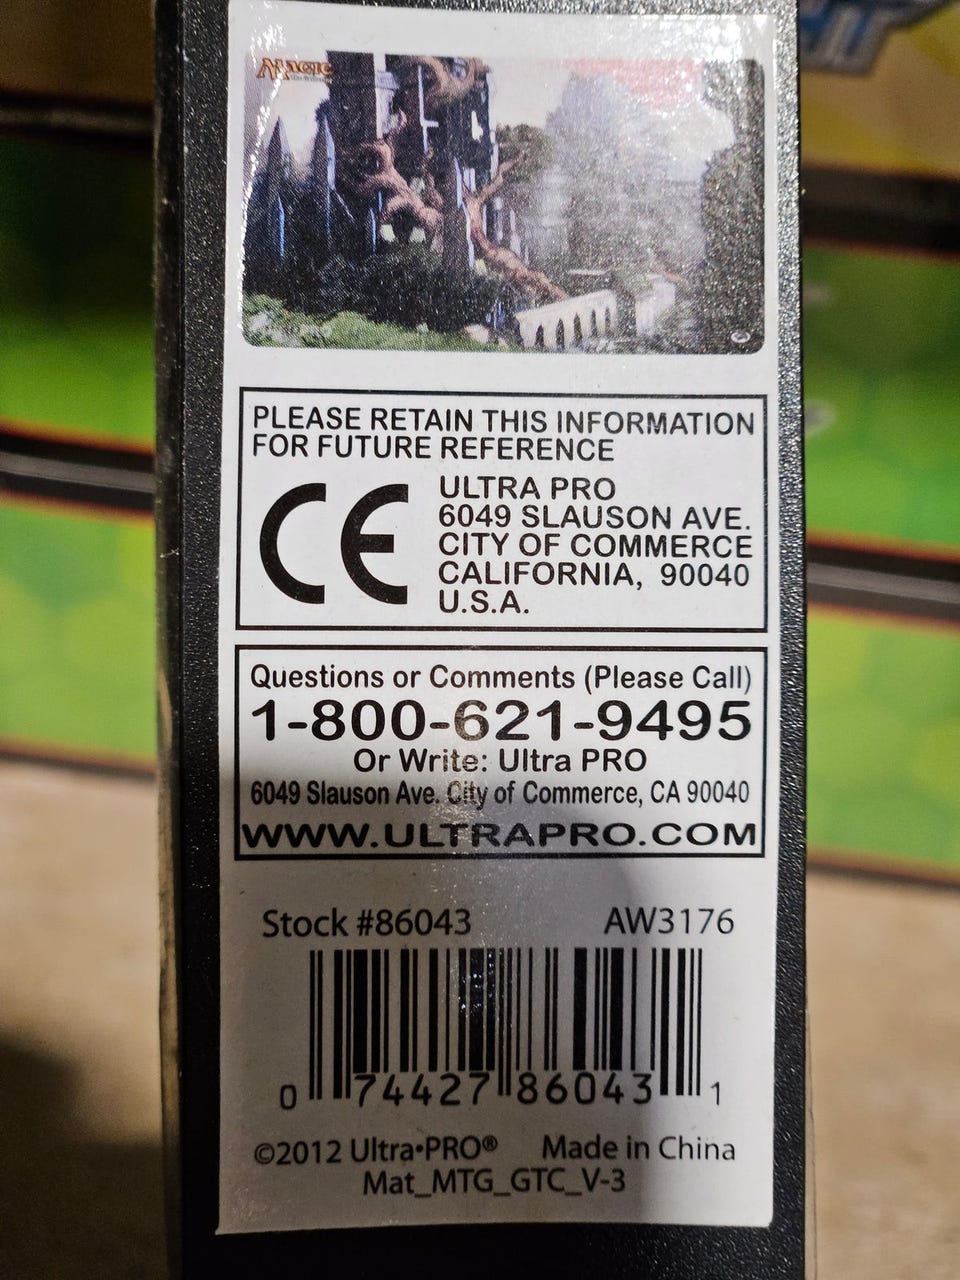 MAGIC
PLEASE RETAIN THIS INFORMATION
FOR FUTURE REFERENCE
CE
ULTRA PRO
6049 SLAUSON AVE.
CITY OF COMMERCE
CALIFORNIA, 90040
U.S.A.
Questions or Comments (Please Call)
1-800-621-9495
Or Write: Ultra PRO
6049 Slauson Ave. City of Commerce, CA 90040
WWW.ULTRAPRO.COM
Stock #86043 AW3176
0 74427 86043 1
©2012 Ultra•PRO® Made in China
Mat_MTG_GTC_V-3